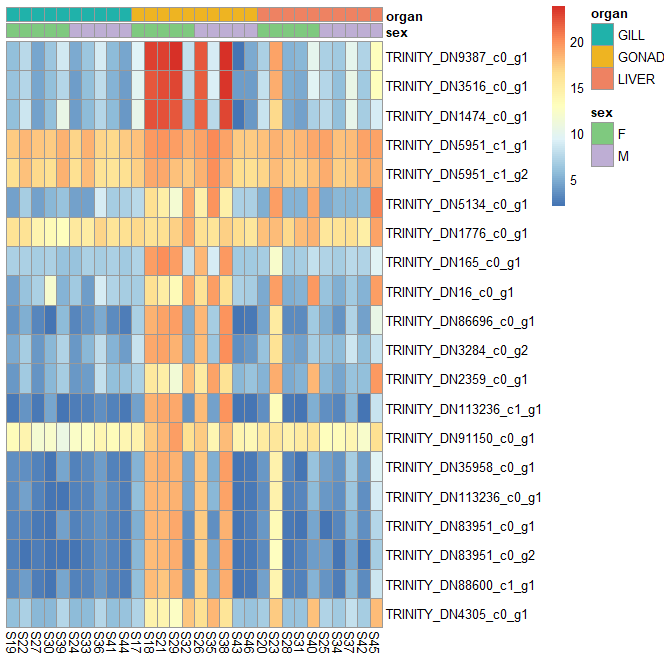 organ
sex
TRINITY_DN9387_c0_g1
TRINITY_DN3516_c0_g1
TRINITY_DN1474_c0_g1
TRINITY_DN5951_c1_g1
TRINITY_DN5951_c1_g2
TRINITY_DN5134_c0_g1
TRINITY_DN1776_c0_g1
TRINITY_DN165_c0_g1
TRINITY_DN16_c0_g1
TRINITY_DN86696_c0_g1
TRINITY_DN3284_c0_g2
TRINITY_DN2359_c0_g1
TRINITY_DN113236_c1_g1
TRINITY_DN91150_c0_g1
TRINITY_DN35958_c0_g1
TRINITY_DN113236_c0_g1
TRINITY_DN83951_c0_g1
TRINITY_DN83951_c0_g2
TRINITY_DN88600_c1_g1
TRINITY_DN4305_c0_g1
S19
S22
S27
S30
S39
S24
S33
S36
S41
S44
S17
S18
S21
S29
S32
S26
S35
S38
S43
S46
S20
S23
S28
S31
S40
S25
S34
S37
S42
S45
20
15
10
5
organ
GILL
GONAD
LIVER
sex
F
M